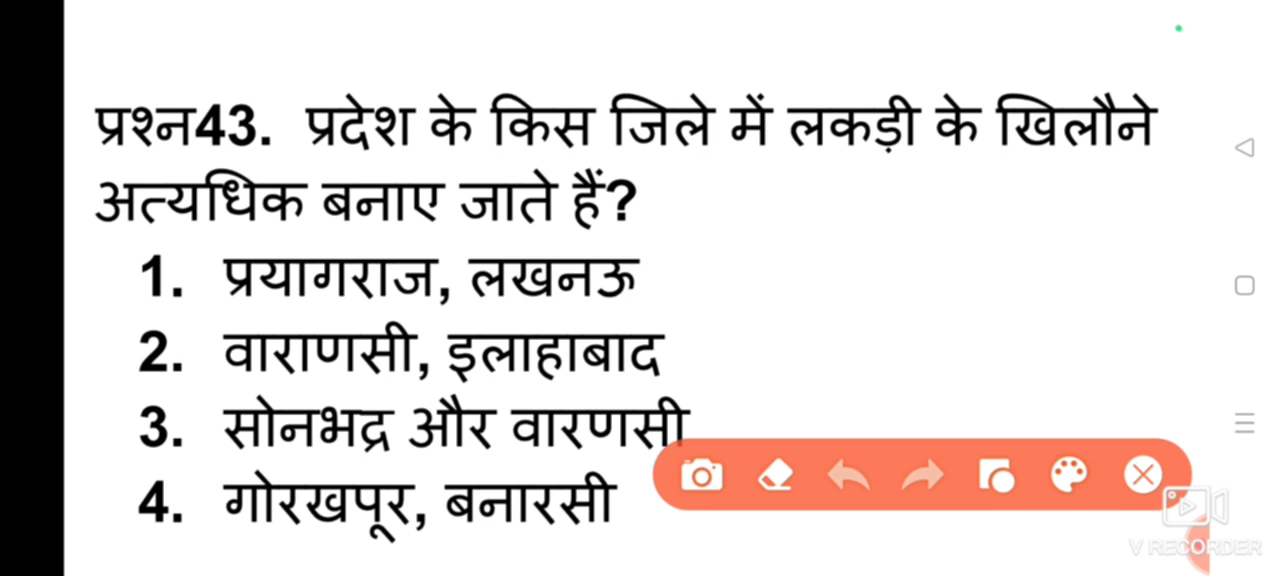 प्रश्न43. प्रदेश के किस जिले में लकड़ी के खिलौने
अत्यधिक बनाए जाते हैं?
1. प्रयागराज, लखनऊ
2. वाराणसी, इलाहाबाद
3. सोनभद्र और वारणसी
4. गोरखपूर, बनारसी
V RECORDER